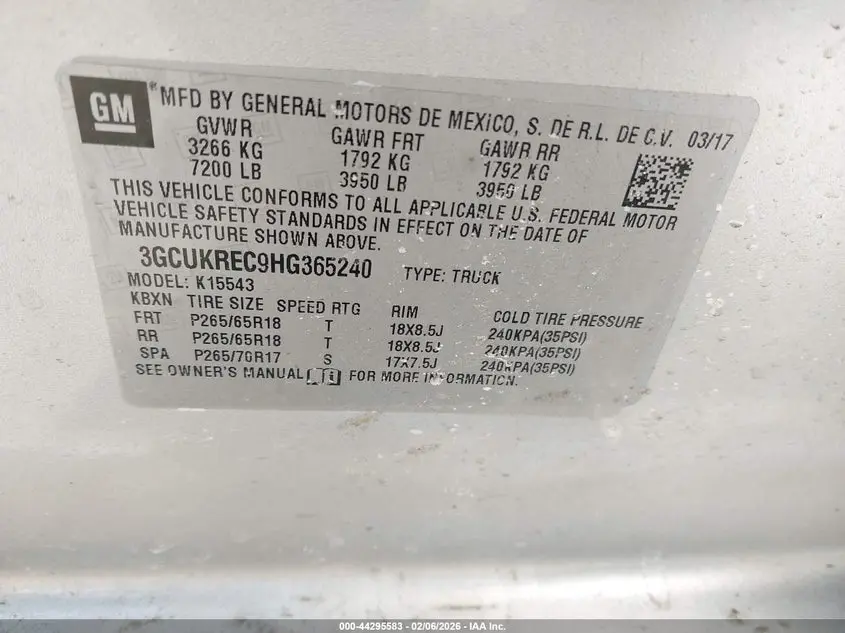 GM
*MFD BY GENERAL MOTORS DE MEXICO, S. DE R.L. DE C.V. 03/17
GVWR GAWR FRT GAWR RR
3266 KG 1792 KG 1792 KG
7200 LB 3950 LB 3950 LB
THIS VEHICLE CONFORMS TO ALL APPLICABLE U.S. FEDERAL MOTOR
VEHICLE SAFETY STANDARDS IN EFFECT ON THE DATE OF
MANUFACTURE SHOWN ABOVE.
3GCUKREC9HG365240 TYPE: TRUCK
MODEL: K15543
KBXN TIRE SIZE SPEED RTG RIM COLD TIRE PRESSURE
FRT P265/65R18 T 18X8.5J 240KPA(35PSI)
RR P265/65R18 T 18X8.5J 240KPA(35PSI)
SPA P265/70R17 S 17X7.5J 240KPA(35PSI)
SEE OWNER'S MANUAL FOR MORE INFORMATION.
000-44295583 | 02/06/2026 - IAA Inc.